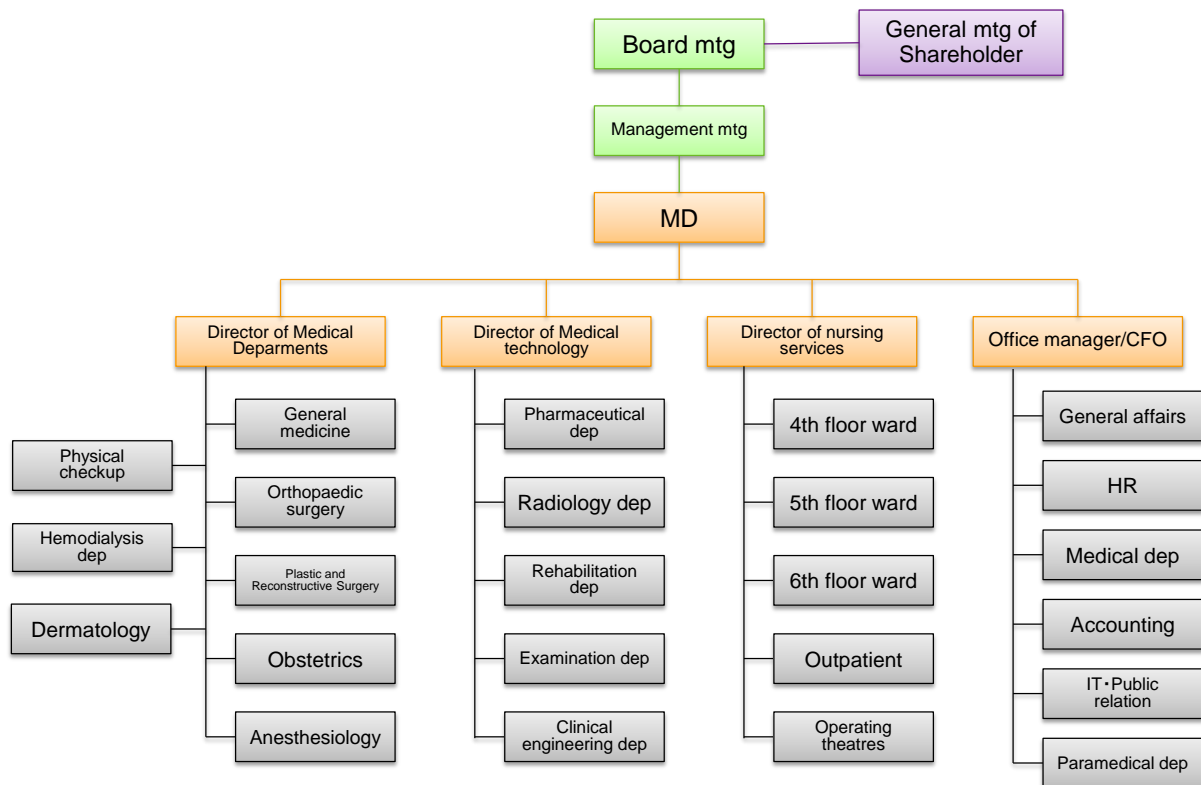 Board mtg
General mtg of
Shareholder
Management mtg
MD
Director of Medical
Deparments
Director of Medical
technology
Director of nursing
services
Office manager/CFO
Physical
checkup
Hemodialysis
dep
Dermatology
General
medicine
Orthopaedic
surgery
Plastic and
Reconstructive Surgery
Obstetrics
Anesthesiology
Pharmaceutical
dep
Radiology dep
Rehabilitation
dep
Examination dep
Clinical
engineering dep
4th floor ward
5th floor ward
6th floor ward
Outpatient
Operating
theatres
General affairs
HR
Medical dep
Accounting
IT・Public
relation
Paramedical dep